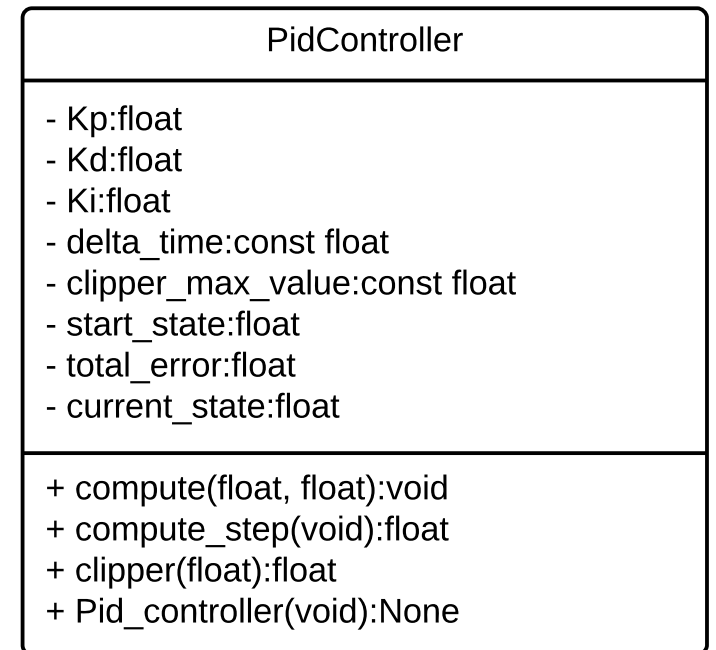 PidController
- Kp:float
- Kd:float
- Ki:float
- delta_time:const float
- clipper_max_value:const float
- start_state:float
- total_error:float
- current_state:float
+ compute(float, float):void
+ compute_step(void):float
+ clipper(float):float
+ Pid_controller(void):None